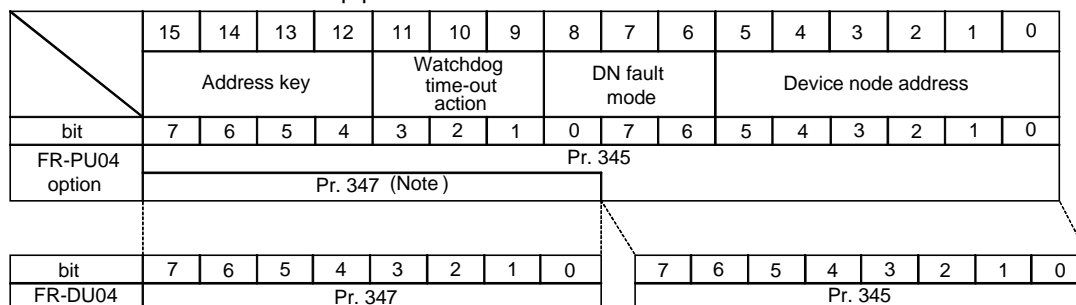 15 14 13 12 11 10 9 8 7 6 5 4 3 2 1 0
Address key
Watchdog
time-out
action
DN fault
mode
Device node address
bit 7 6 5 4 3 2 1 0 7 6 5 4 3 2 1 0
FR-PU04
option
Pr. 345
Pr. 347 (Note)
bit 7 6 5 4 3 2 1 0 7 6 5 4 3 2 1 0
FR-DU04 Pr. 347 Pr. 345